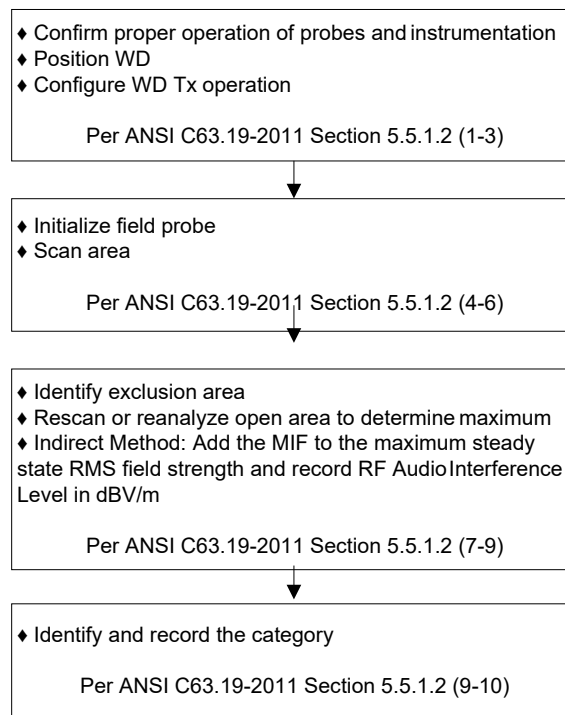 ♦ Confirm proper operation of probes and instrumentation
♦ Position WD
♦ Configure WD Tx operation
Per ANSI C63.19-2011 Section 5.5.1.2 (1-3)
♦ Initialize field probe
♦ Scan area
Per ANSI C63.19-2011 Section 5.5.1.2 (4-6)
♦ Identify exclusion area
♦ Rescan or reanalyze open area to determine maximum
♦ Indirect Method: Add the MIF to the maximum steady
state RMS field strength and record RF Audio Interference
Level in dBV/m
Per ANSI C63.19-2011 Section 5.5.1.2 (7-9)
♦ Identify and record the category
Per ANSI C63.19-2011 Section 5.5.1.2 (9-10)